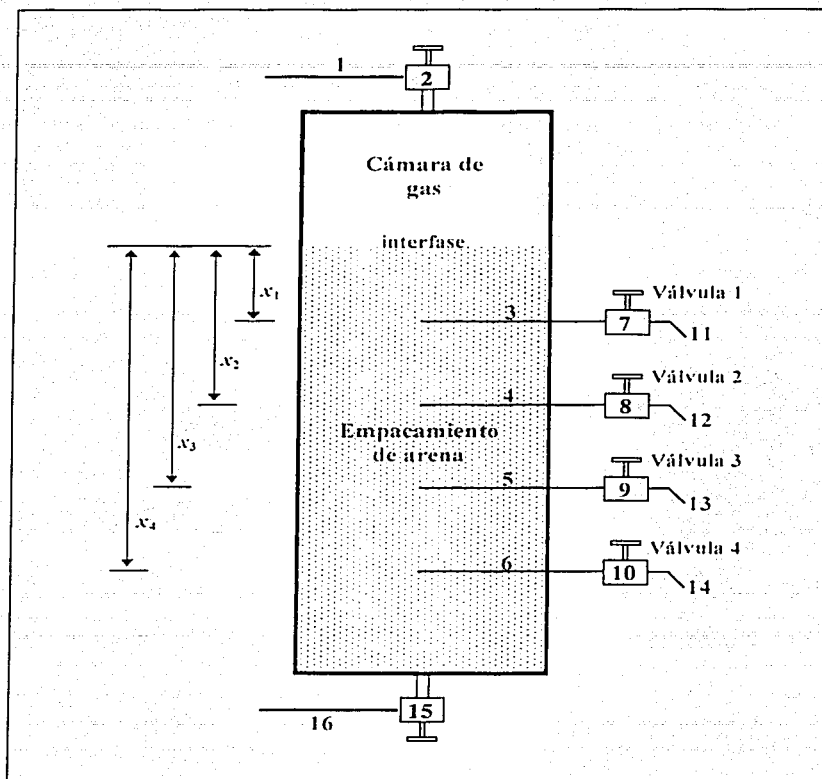 1
2
Cámara de
gas
interfase
x₁
x₂
x₃
x₄
3
7
Válvula 1
11
4
8
Válvula 2
12
Empacamiento
de arena
5
9
Válvula 3
13
6
10
Válvula 4
14
15
16